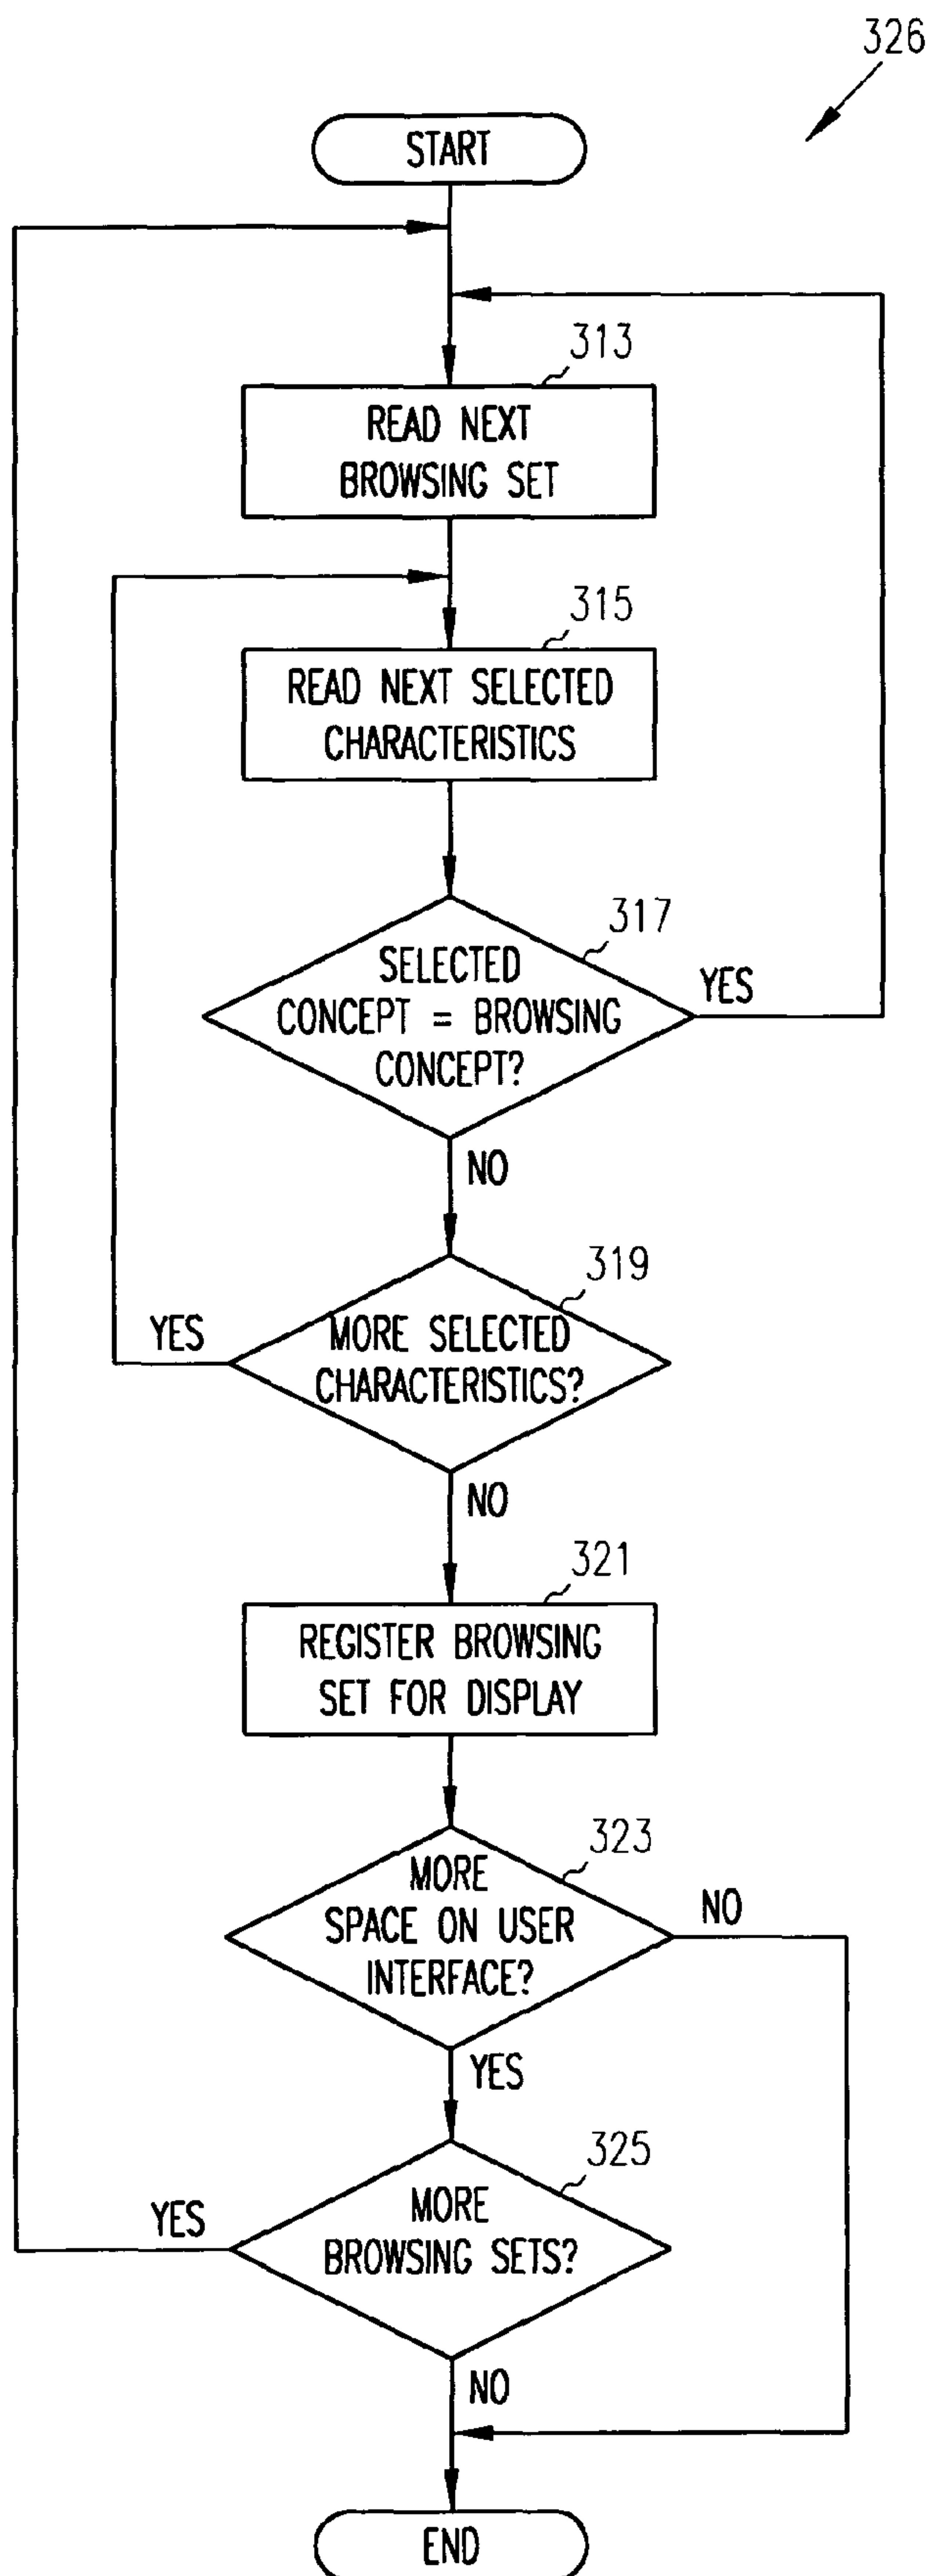 326
START
313
READ NEXT
BROWSING SET
315
READ NEXT SELECTED
CHARACTERISTICS
317
SELECTED
CONCEPT = BROWSING
CONCEPT?
YES
NO
319
MORE SELECTED
CHARACTERISTICS?
YES
NO
321
REGISTER BROWSING
SET FOR DISPLAY
323
MORE
SPACE ON USER
INTERFACE?
NO
YES
325
MORE
BROWSING SETS?
YES
NO
END